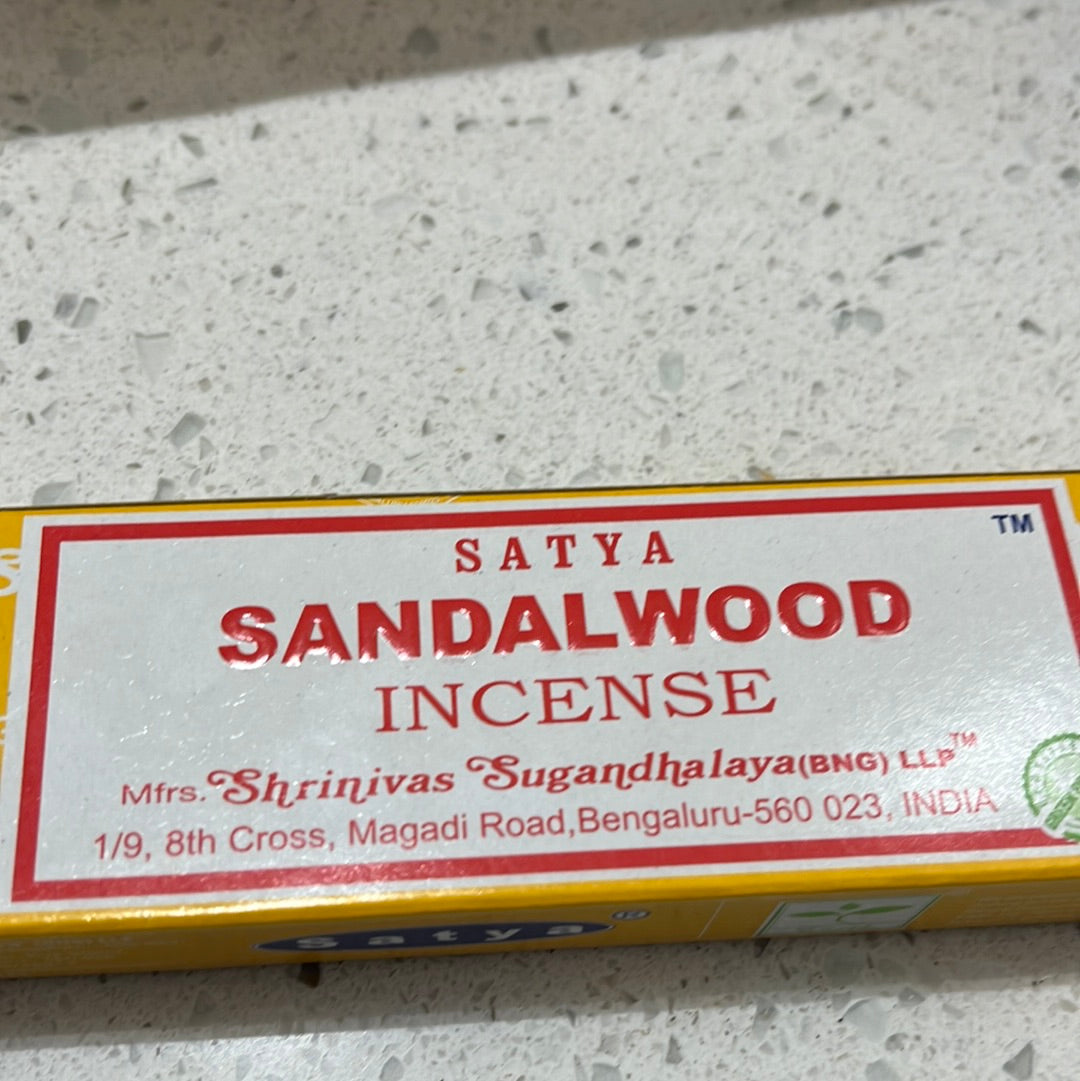 SATYA
TM
SANDALWOOD
INCENSE
Mfrs. Shrinivas Sugandhalaya(BNG) LLP TM
1/9, 8th Cross, Magadi Road,Bengaluru-560 023, INDIA
Satya ®